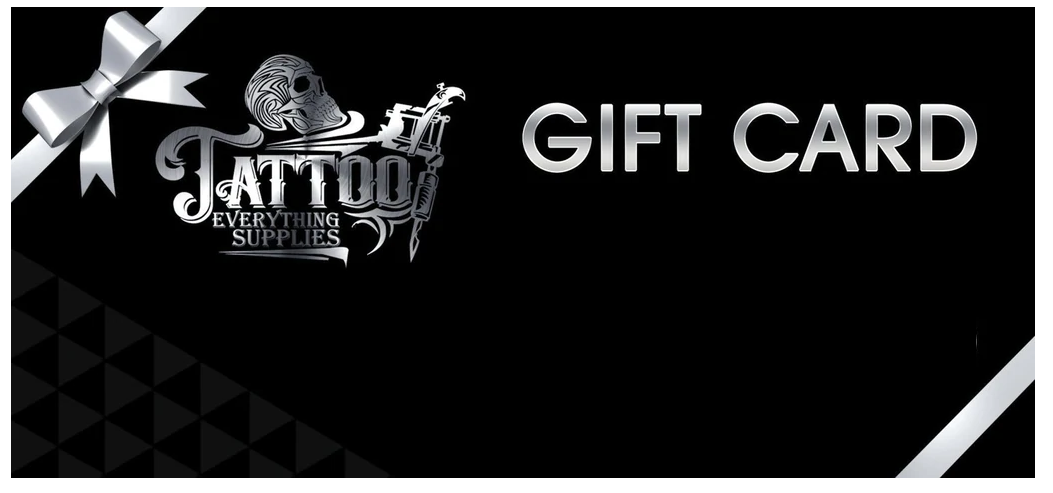 TATTOO
EVERYTHING
SUPPLIES
GIFT CARD